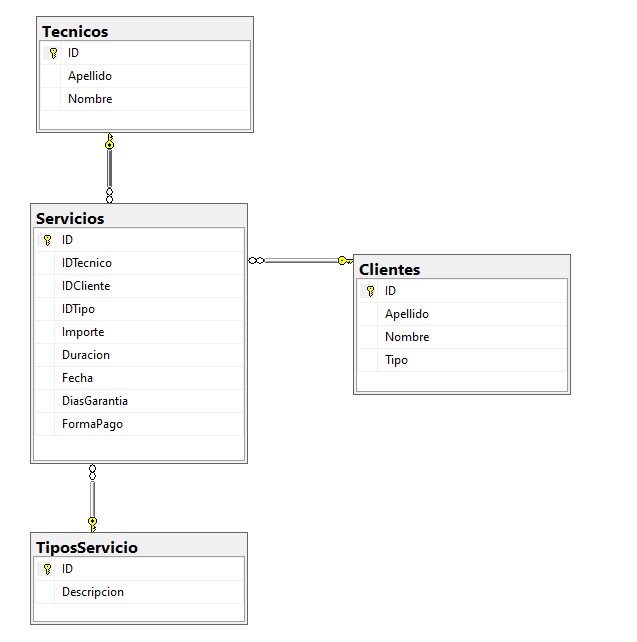 Tecnicos
ID
Apellido
Nombre
Servicios
ID
IDTecnico
IDCliente
IDTipo
Importe
Duracion
Fecha
DiasGarantia
FormaPago
Clientes
ID
Apellido
Nombre
Tipo
TiposServicio
ID
Descripcion